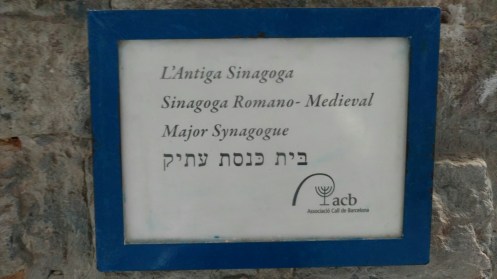 L'Antiga Sinagoga
Sinagoga Romano- Medieval
Major Synagogue
בית כנסת עתיק
acb
Associació Call de Barcelona